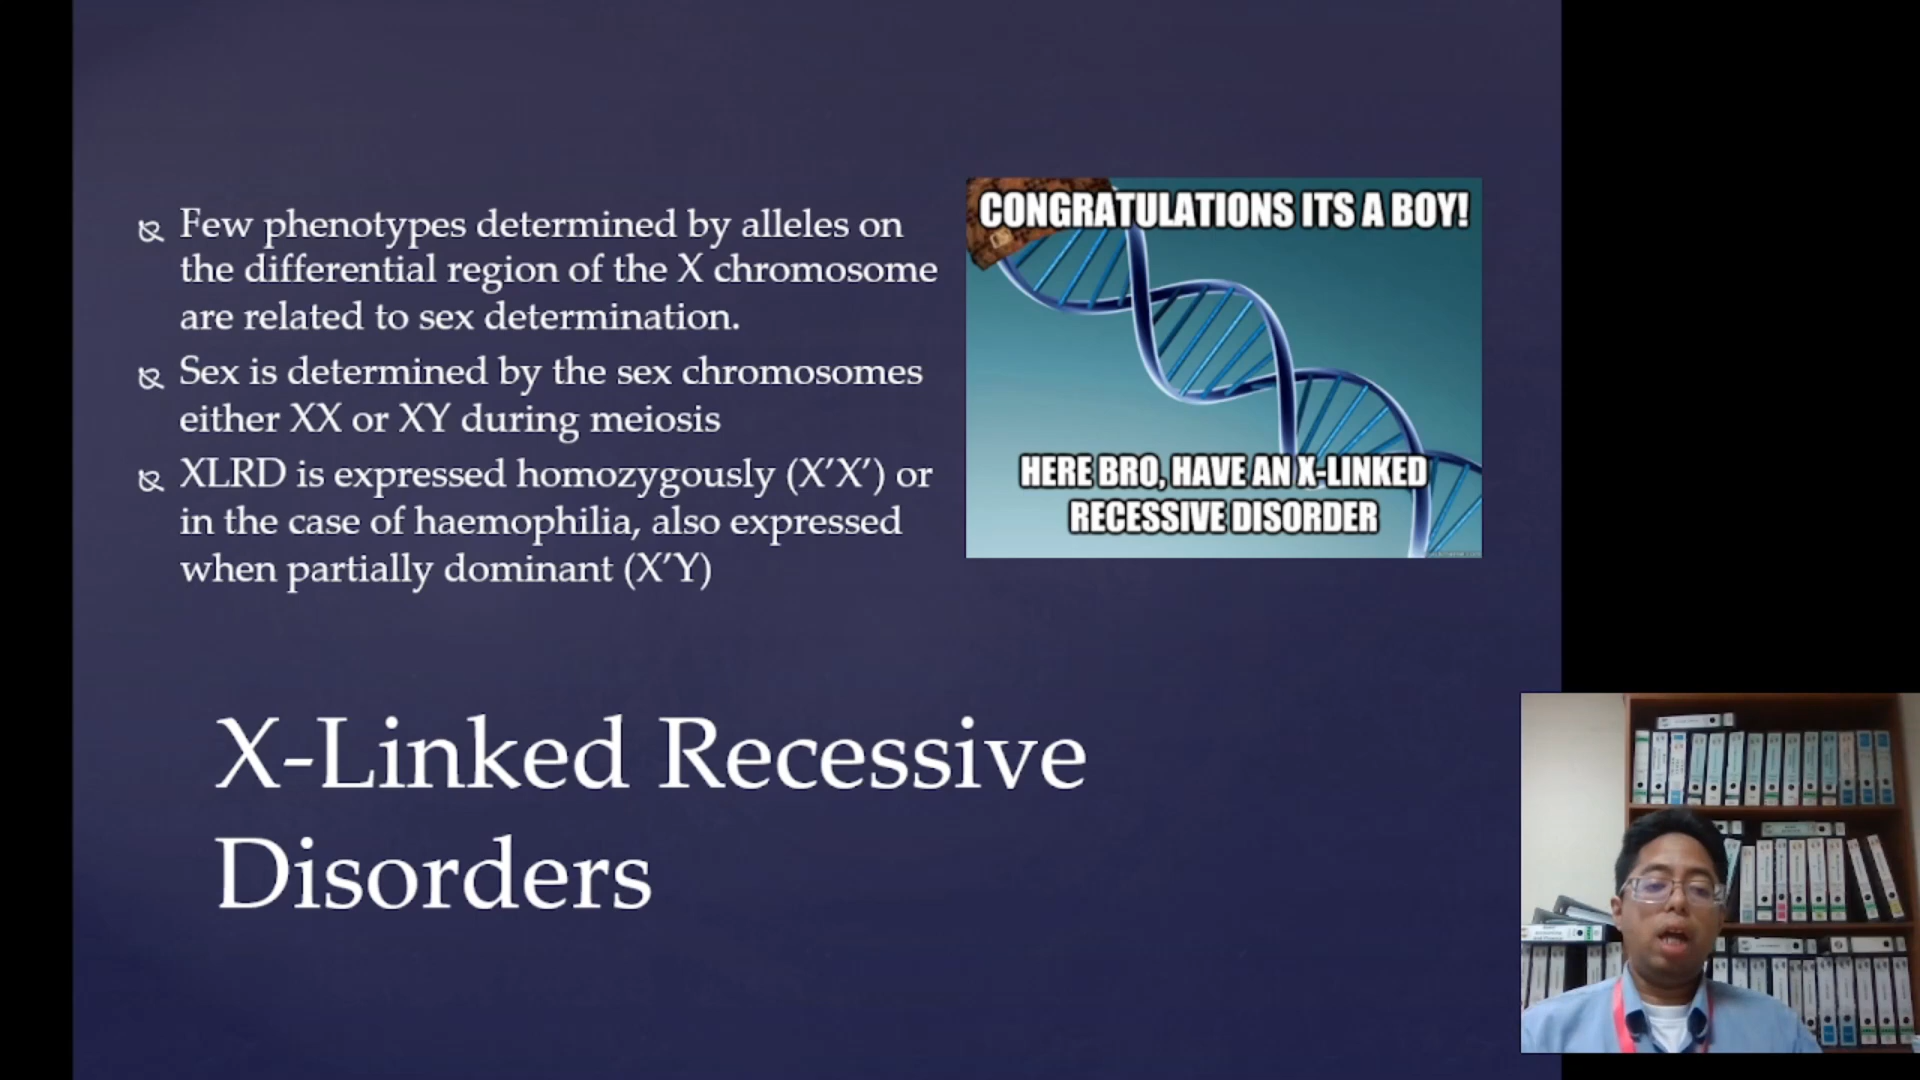 Few phenotypes determined by alleles on
the differential region of the X chromosome
are related to sex determination.
Sex is determined by the sex chromosomes
either XX or XY during meiosis
XLRD is expressed homozygously (X’X’) or
in the case of haemophilia, also expressed
when partially dominant (X’Y)
CONGRATULATIONS ITS A BOY!
HERE BRO, HAVE AN X-LINKED
RECESSIVE DISORDER
X-Linked Recessive
Disorders